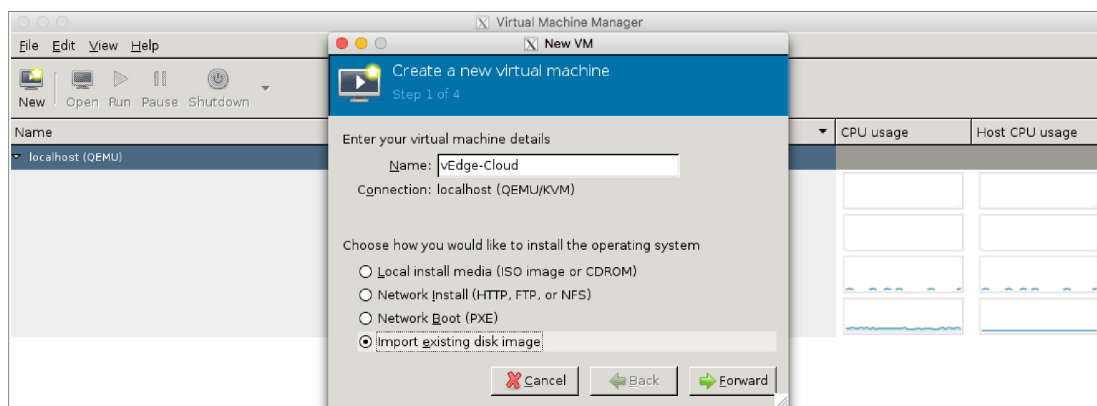 Virtual Machine Manager
File Edit View Help
New Open Run Pause Shutdown
Name CPU usage Host CPU usage
localhost (QEMU)
New VM
Create a new virtual machine
Step 1 of 4
Enter your virtual machine details
Name: vEdge-Cloud
Connection: localhost (QEMU/KVM)
Choose how you would like to install the operating system
Local install media (ISO image or CDROM)
Network Install (HTTP, FTP, or NFS)
Network Boot (PXE)
Import existing disk image
Cancel Back Forward